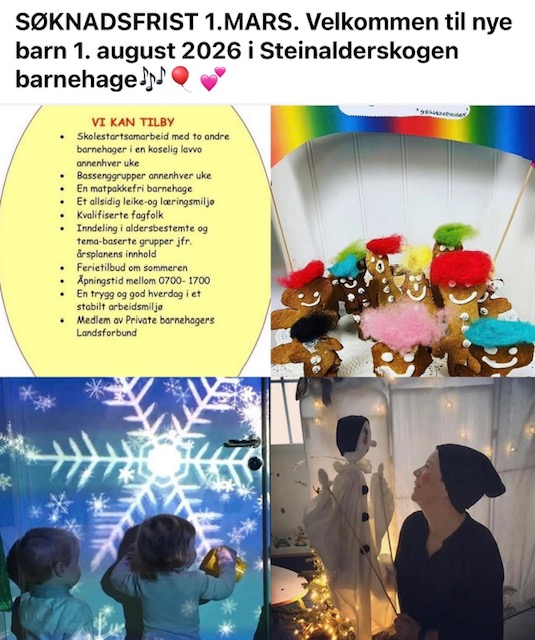 SØKNADSFRIST 1.MARS. Velkommen til nye
barn 1. august 2026 i Steinalderskogen
barnehage🎶🎈 💕
VI KAN TILBY
• Skolestartsamarbeid med to andre
barnehager i en koselig lavvo
annenhver uke
• Bassenggrupper annenhver uke
• En matpakkefri barnehage
• Et allsidig leike-og læringsmiljø
• Kvalifiserte fagfolk
• Inndeling i aldersbestemte og
tema-baserte grupper jfr.
årsplanens innhold
• Ferietilbud om sommeren
• Åpningstid mellom 0700- 1700
• En trygg og god hverdag i et
stabilt arbeidsmiljø
• Medlem av Private barnehagers
Landsforbund